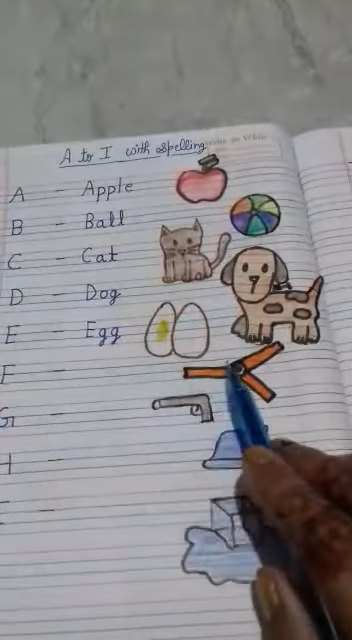 A to I with spelling
A - Apple
B - Ball
C - Cat
D - Dog
E - Egg
F -
G -
H -
I -